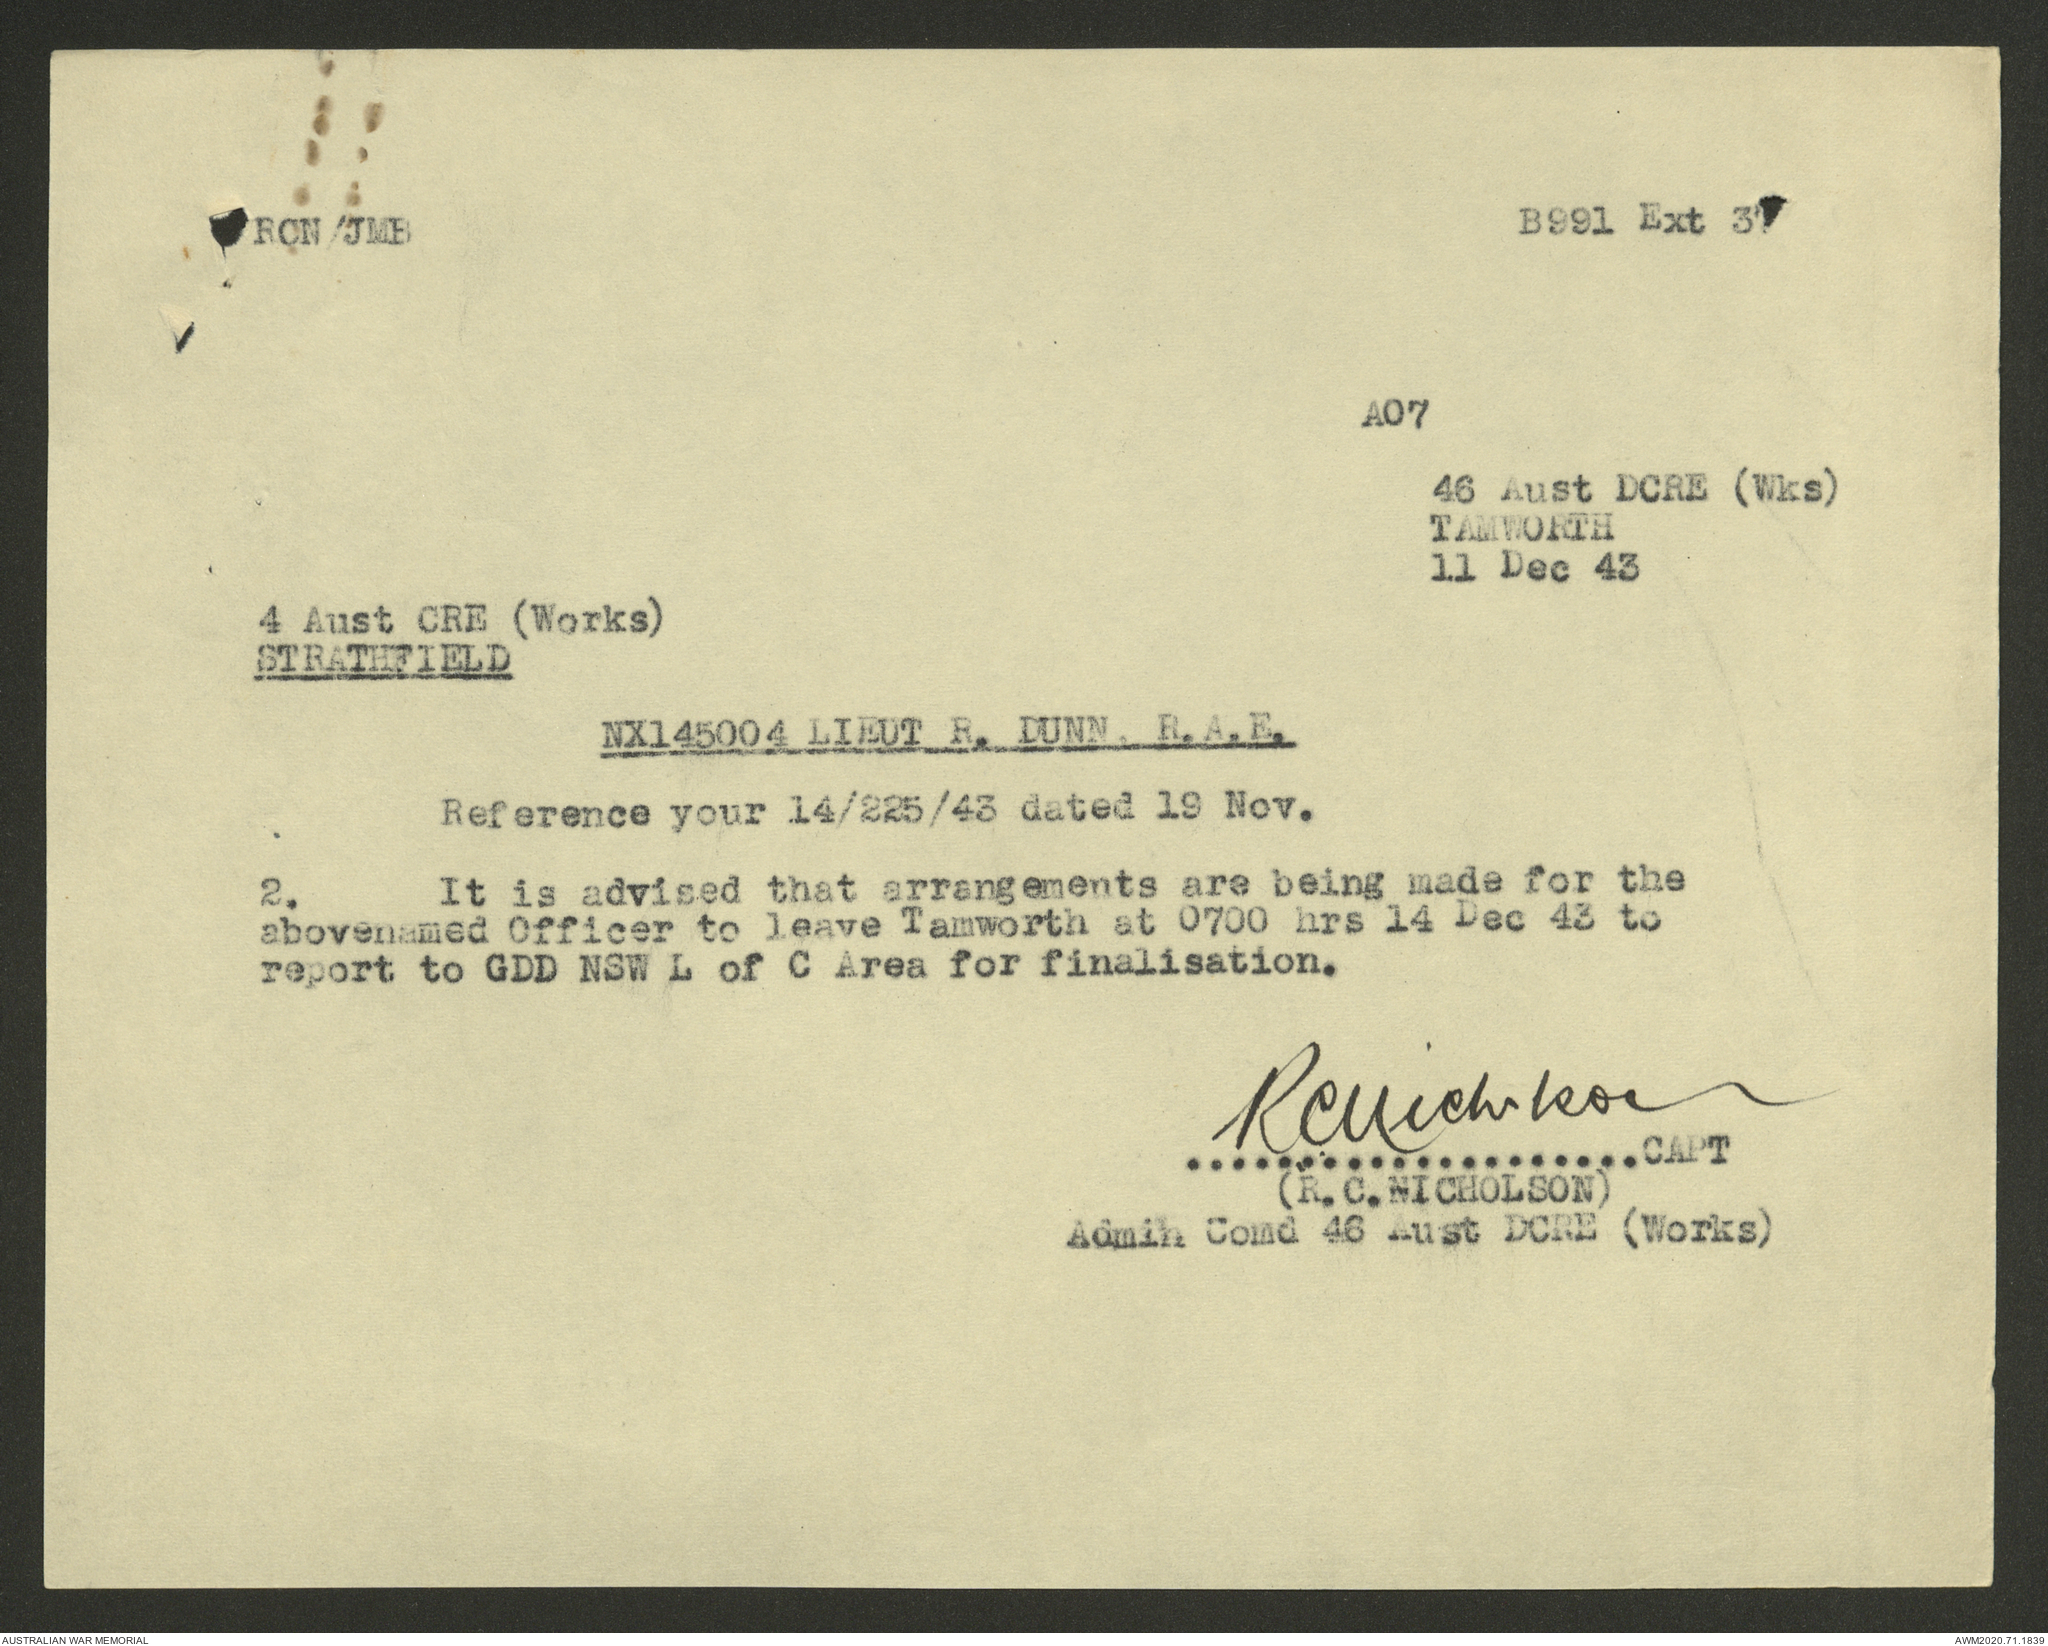 RCN/JMB
B991 Ext 37
A07
46 Aust DCRE (Wks)
TAMWORTH
11 Dec 43
4 Aust CRE (Works)
STRATHFIELD
NX145004 LIEUT R. DUNN. R.A.E.
Reference your 14/225/43 dated 19 Nov.
2. It is advised that arrangements are being made for the
abovenamed Officer to leave Tamworth at 0700 hrs 14 Dec 43 to
report to GDD NSW L of C Area for finalisation.
RCNicholson
....................CAPT
(R.C.NICHOLSON)
Admin Comd 46 Aust DCRE (Works)
AUSTRALIAN WAR MEMORIAL
AWM2020.71.1839